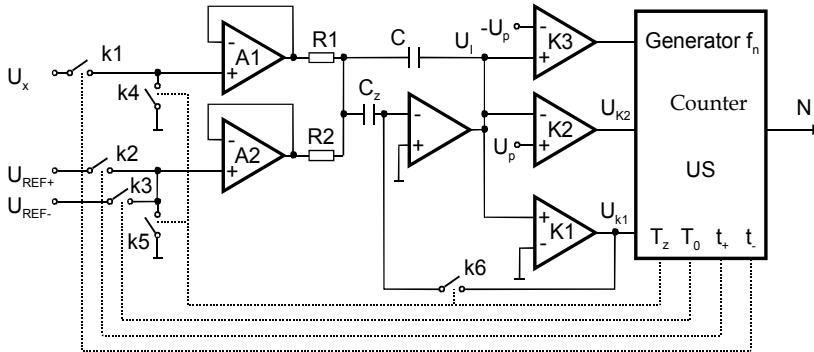 U_x
k1
k4
A1
-
+
R1
C
U_I
-U_p
-
K3
+
Generator f_n
C_z
-
+
-
K2
+
U_K2
U_p
Counter
US
N
U_REF+
U_REF-
k2
k3
k5
-
A2
+
R2
+
K1
-
U_k1
k6
T_z T_0 t_+ t_-